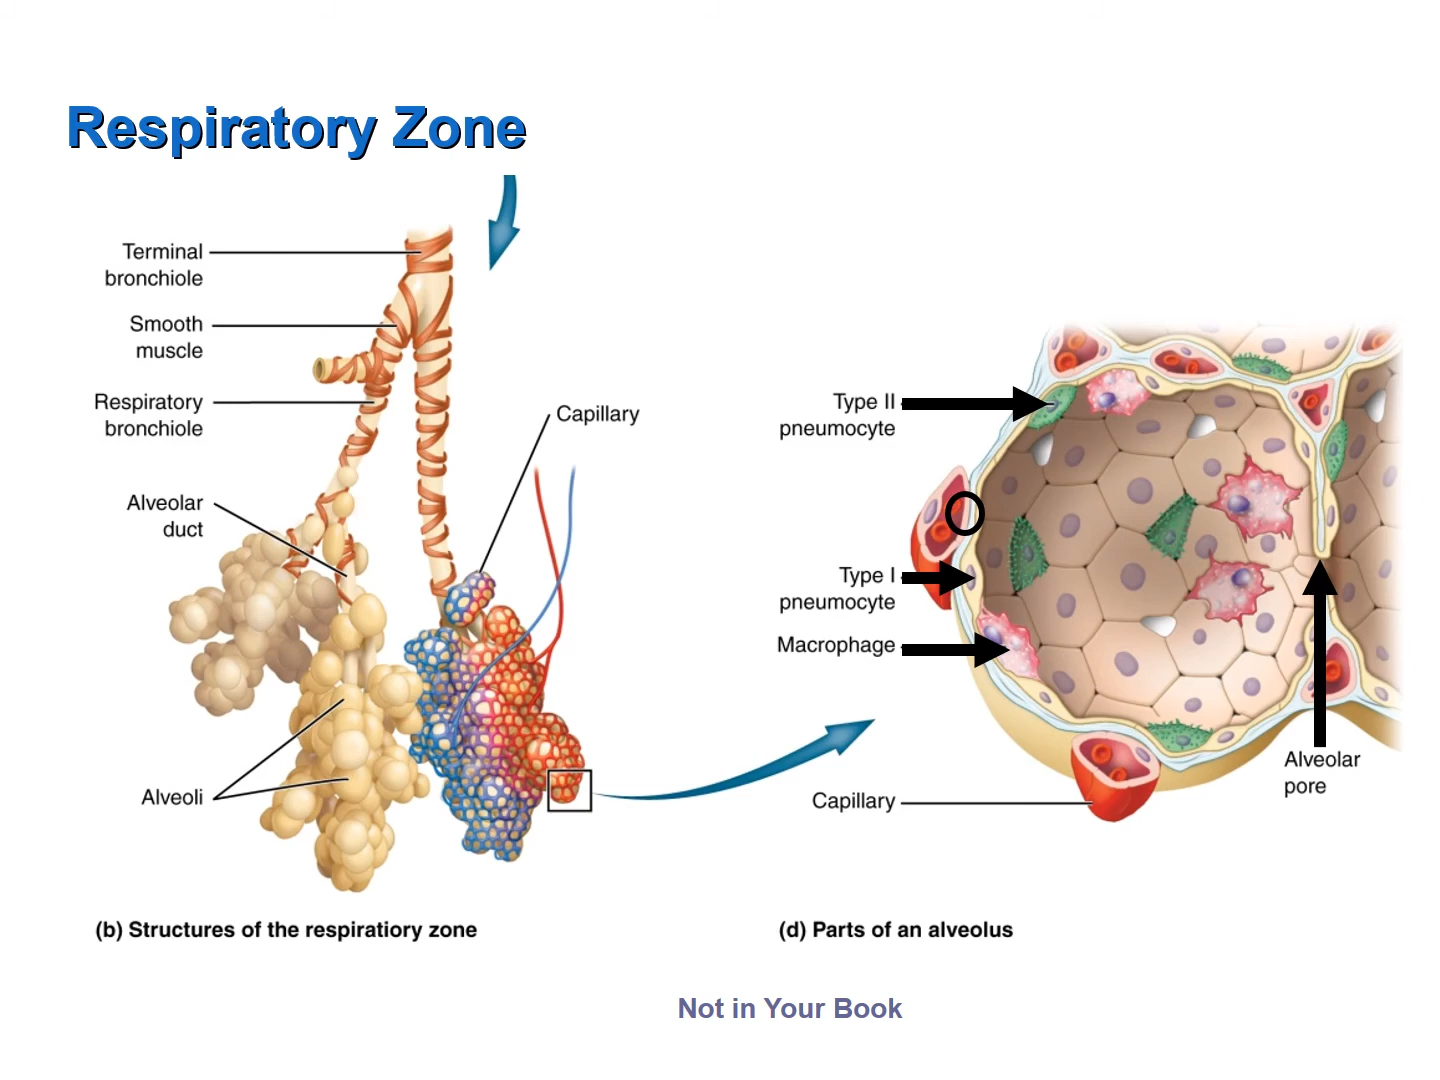 Respiratory Zone
Terminal
bronchiole
Smooth
muscle
Respiratory
bronchiole
Alveolar
duct
Alveoli
Capillary
(b) Structures of the respiratiory zone
Type II
pneumocyte
Type I
pneumocyte
Macrophage
Capillary
Alveolar
pore
(d) Parts of an alveolus
Not in Your Book